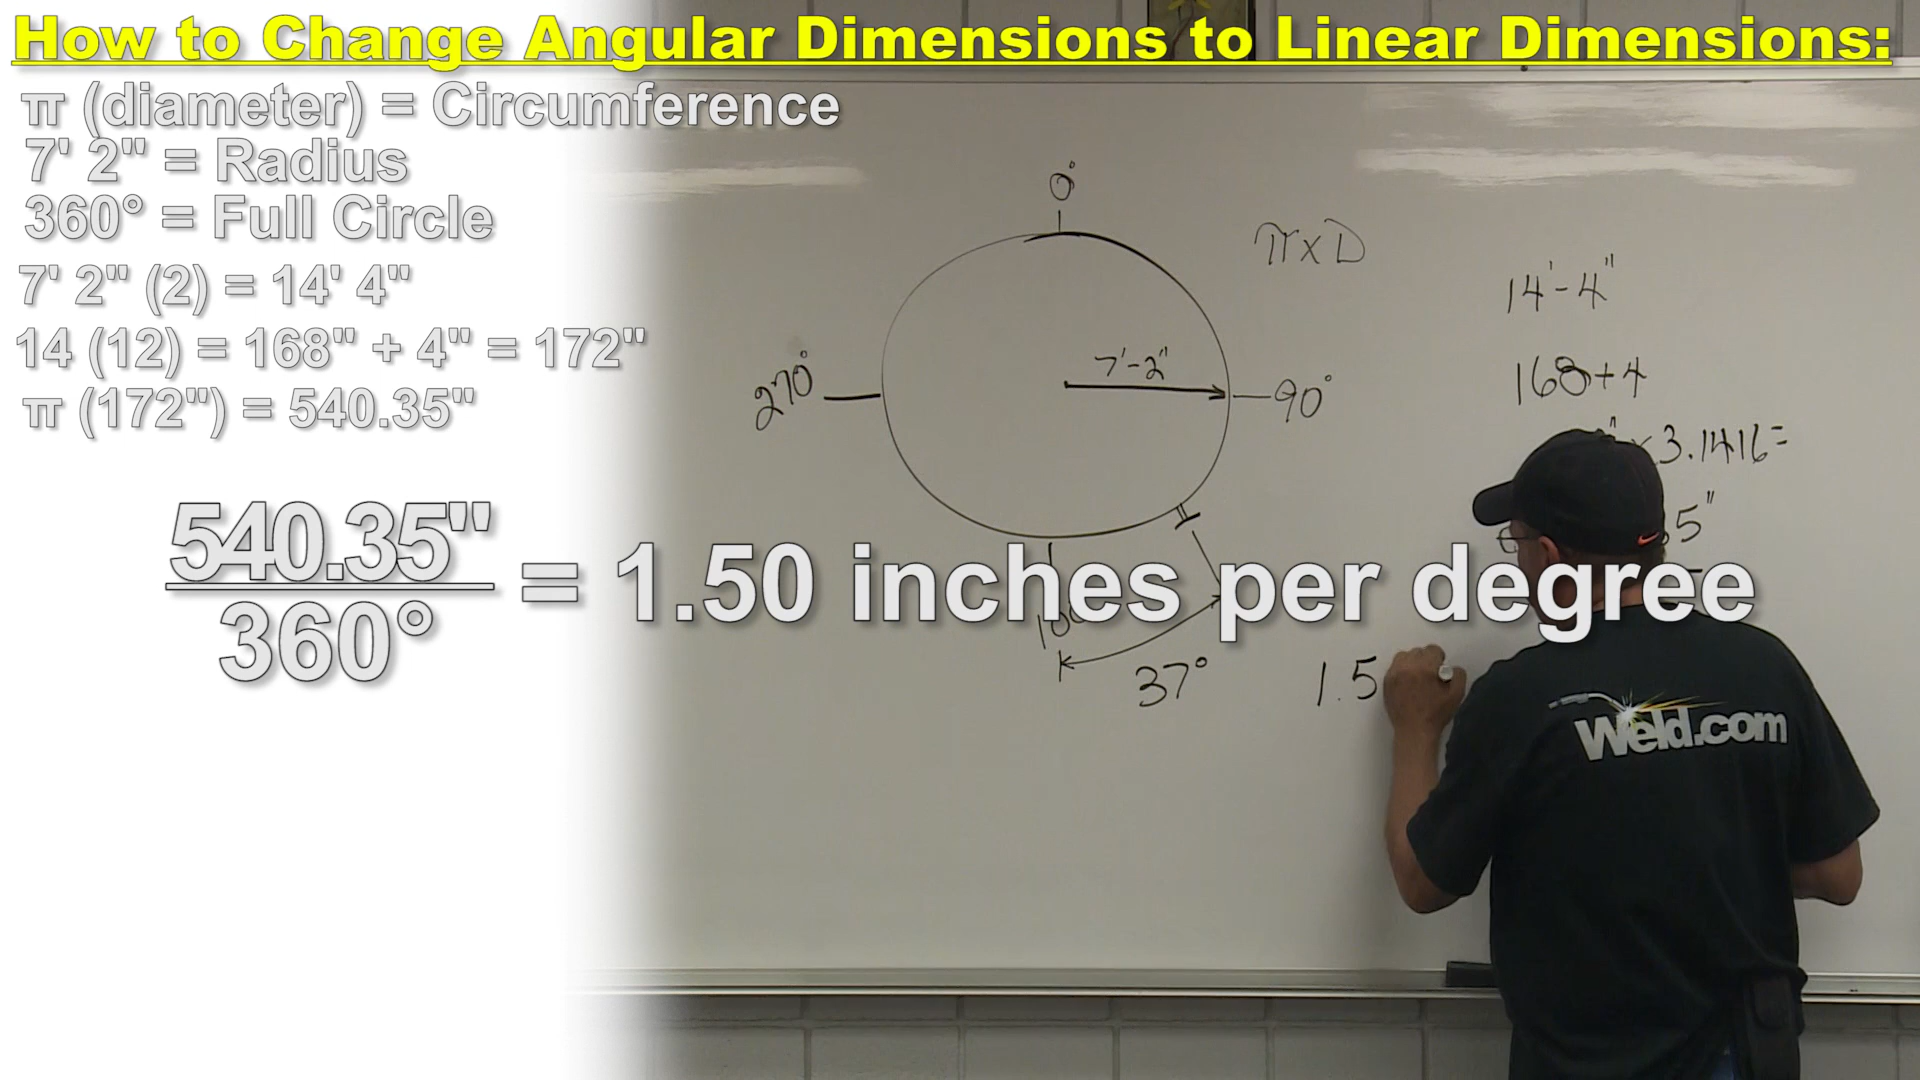 How to Change Angular Dimensions to Linear Dimensions:
π (diameter) = Circumference
7' 2" = Radius
360° = Full Circle
7' 2" (2) = 14' 4"
14 (12) = 168" + 4" = 172"
π (172") = 540.35"
540.35"
360°
= 1.50 inches per degree
0°
π x D
14'-4"
7'-2"
270°
90°
168+4
" x 3.1416=
5"
37°
1.5
Weld.com